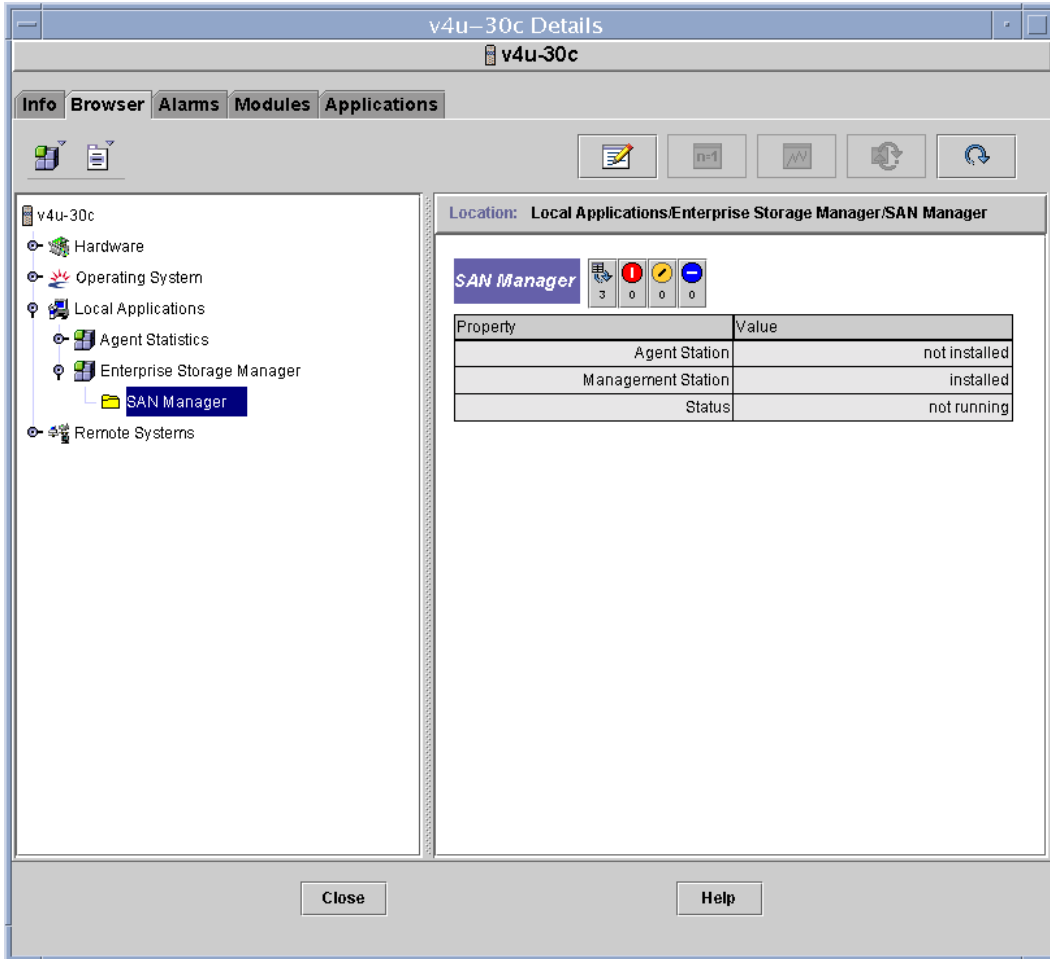 v4u-30c Details
v4u-30c
Info Browser Alarms Modules Applications
n=1
v4u-30c
Hardware
Operating System
Local Applications
Agent Statistics
Enterprise Storage Manager
SAN Manager
Remote Systems
Location: Local Applications/Enterprise Storage Manager/SAN Manager
SAN Manager 3 0 0 0
Property Value
Agent Station not installed
Management Station installed
Status not running
Close Help